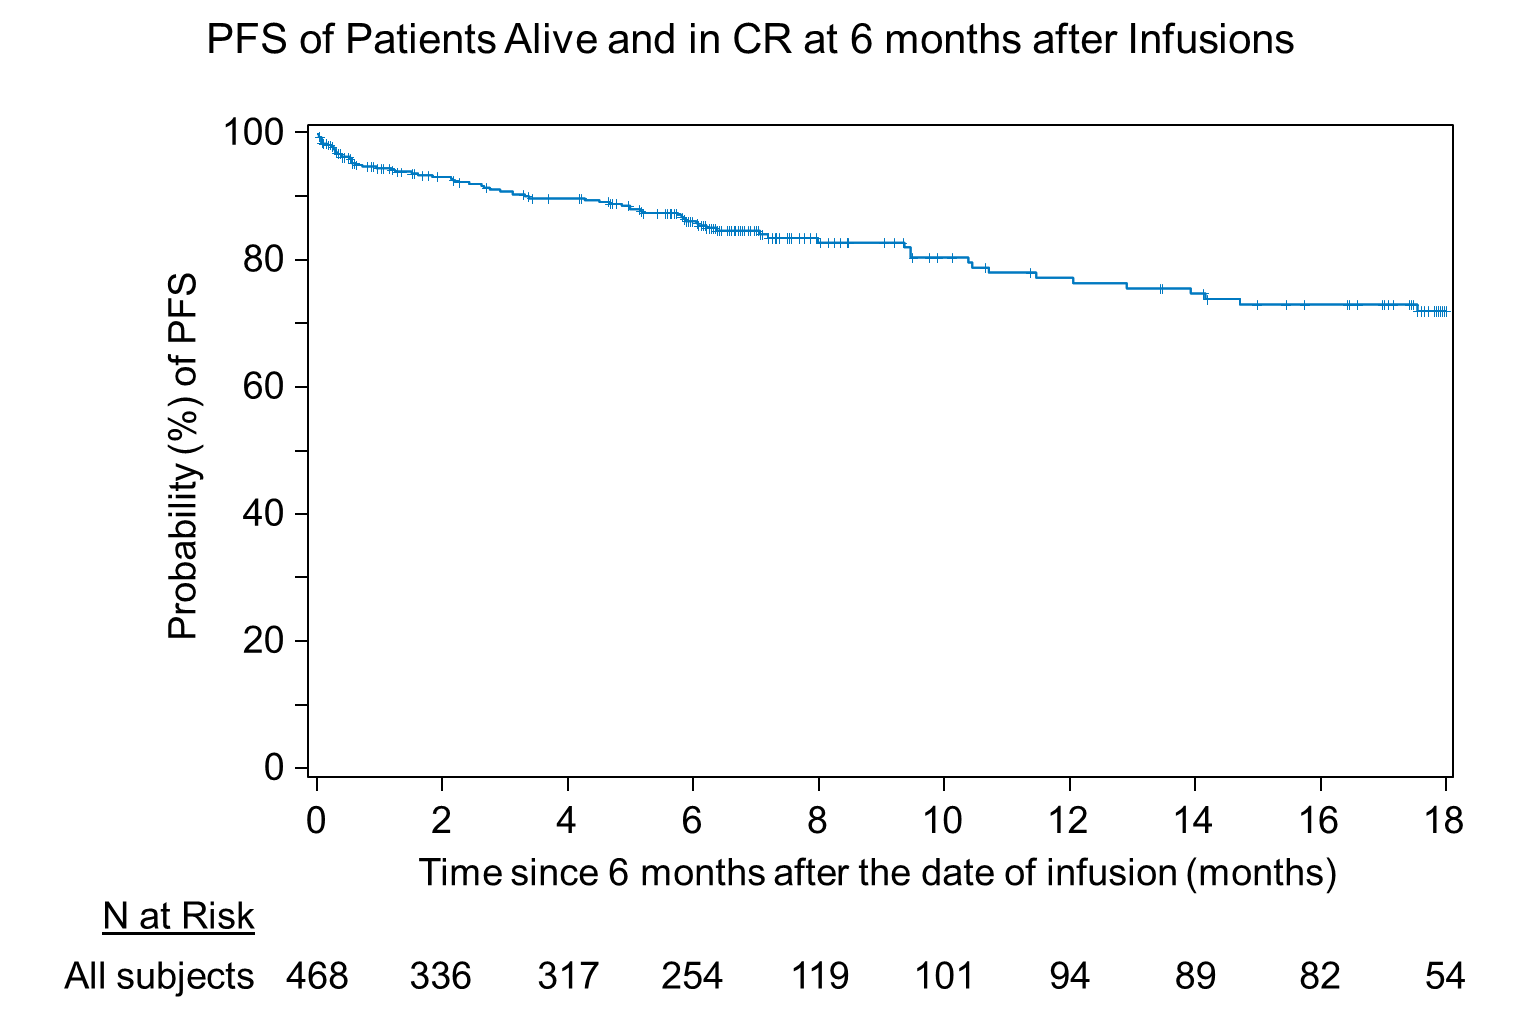 PFS of Patients Alive and in CR at 6 months after Infusions
Probability (%) of PFS
100
80
60
40
20
0
0 2 4 6 8 10 12 14 16 18
Time since 6 months after the date of infusion (months)
N at Risk
All subjects 468 336 317 254 119 101 94 89 82 54